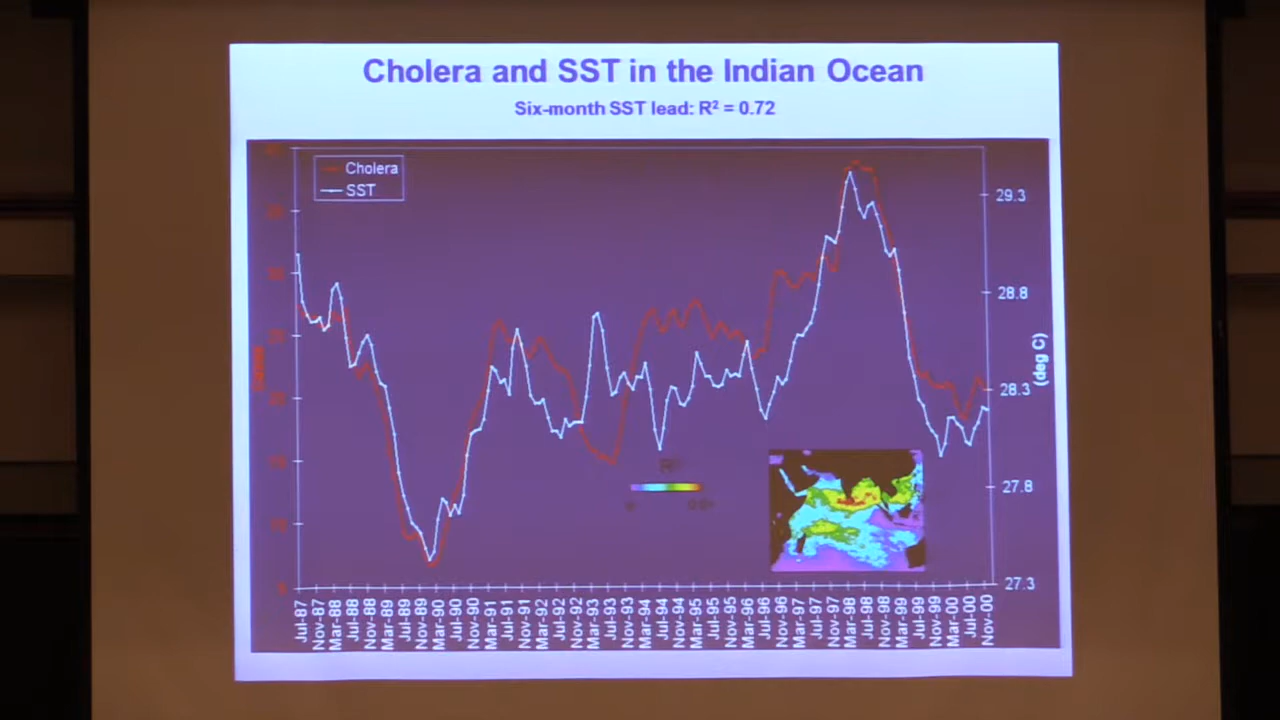 Cholera and SST in the Indian Ocean
Six-month SST lead: R² = 0.72
Cholera
SST
29.3
28.8
28.3
27.8
27.3
(deg C)
Jul-87
Nov-87
Mar-88
Jul-88
Nov-88
Mar-89
Jul-89
Nov-89
Mar-90
Jul-90
Nov-90
Mar-91
Jul-91
Nov-91
Mar-92
Jul-92
Nov-92
Mar-93
Jul-93
Nov-93
Mar-94
Jul-94
Nov-94
Mar-95
Jul-95
Nov-95
Mar-96
Jul-96
Nov-96
Mar-97
Jul-97
Nov-97
Mar-98
Jul-98
Nov-98
Mar-99
Jul-99
Nov-99
Mar-00
Jul-00
Nov-00